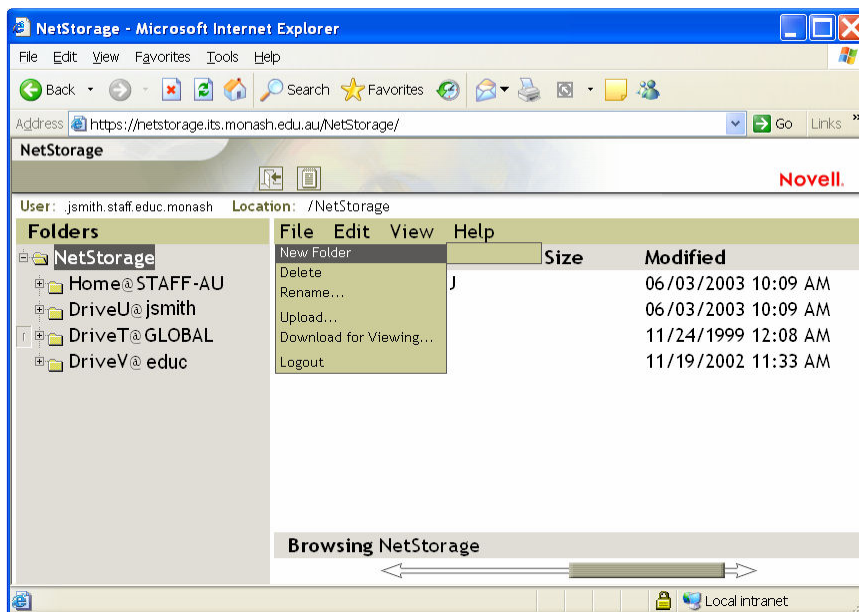 NetStorage - Microsoft Internet Explorer
File Edit View Favorites Tools Help
Back Search Favorites
Address https://netstorage.its.monash.edu.au/NetStorage/ Go Links »
NetStorage
Novell.
User: .jsmith.staff.educ.monash Location: /NetStorage
Folders File Edit View Help
NetStorage New Folder Size Modified
Delete
Home@STAFF-AU Rename... J 06/03/2003 10:09 AM
DriveU@jsmith Upload... 06/03/2003 10:09 AM
DriveT@GLOBAL Download for Viewing... 11/24/1999 12:08 AM
DriveV@educ Logout 11/19/2002 11:33 AM
Browsing NetStorage
Local intranet